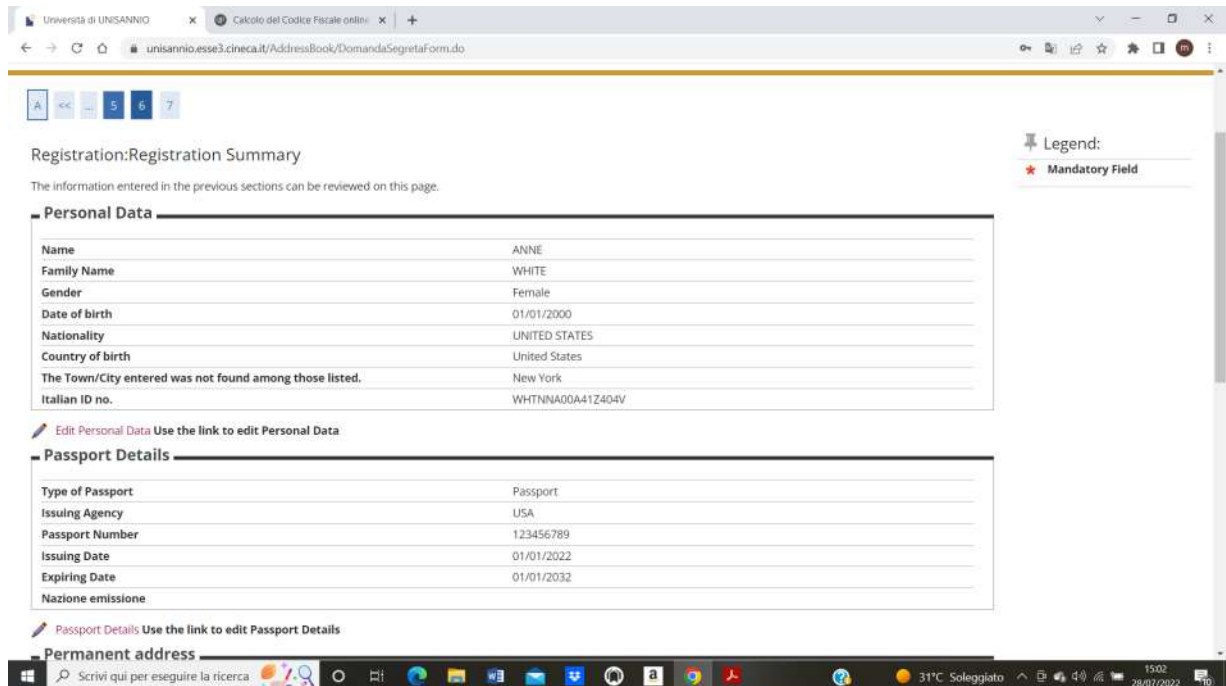 Università di UNISANNIO
Calcolo del Codice Fiscale online
unisannio.esse3.cineca.it/AddressBook/DomandaSegretaForm.do
m
A << ... 5 6 7
Legend:
Mandatory Field
Registration:Registration Summary
The information entered in the previous sections can be reviewed on this page.
Personal Data
Name ANNE
Family Name WHITE
Gender Female
Date of birth 01/01/2000
Nationality UNITED STATES
Country of birth United States
The Town/City entered was not found among those listed. New York
Italian ID no. WHTNNA00A41Z404V
Edit Personal Data Use the link to edit Personal Data
Passport Details
Type of Passport Passport
Issuing Agency USA
Passport Number 123456789
Issuing Date 01/01/2022
Expiring Date 01/01/2032
Nazione emissione
Passport Details Use the link to edit Passport Details
Permanent address
Scrivi qui per eseguire la ricerca
a
31°C Soleggiato
15:02
28/07/2022